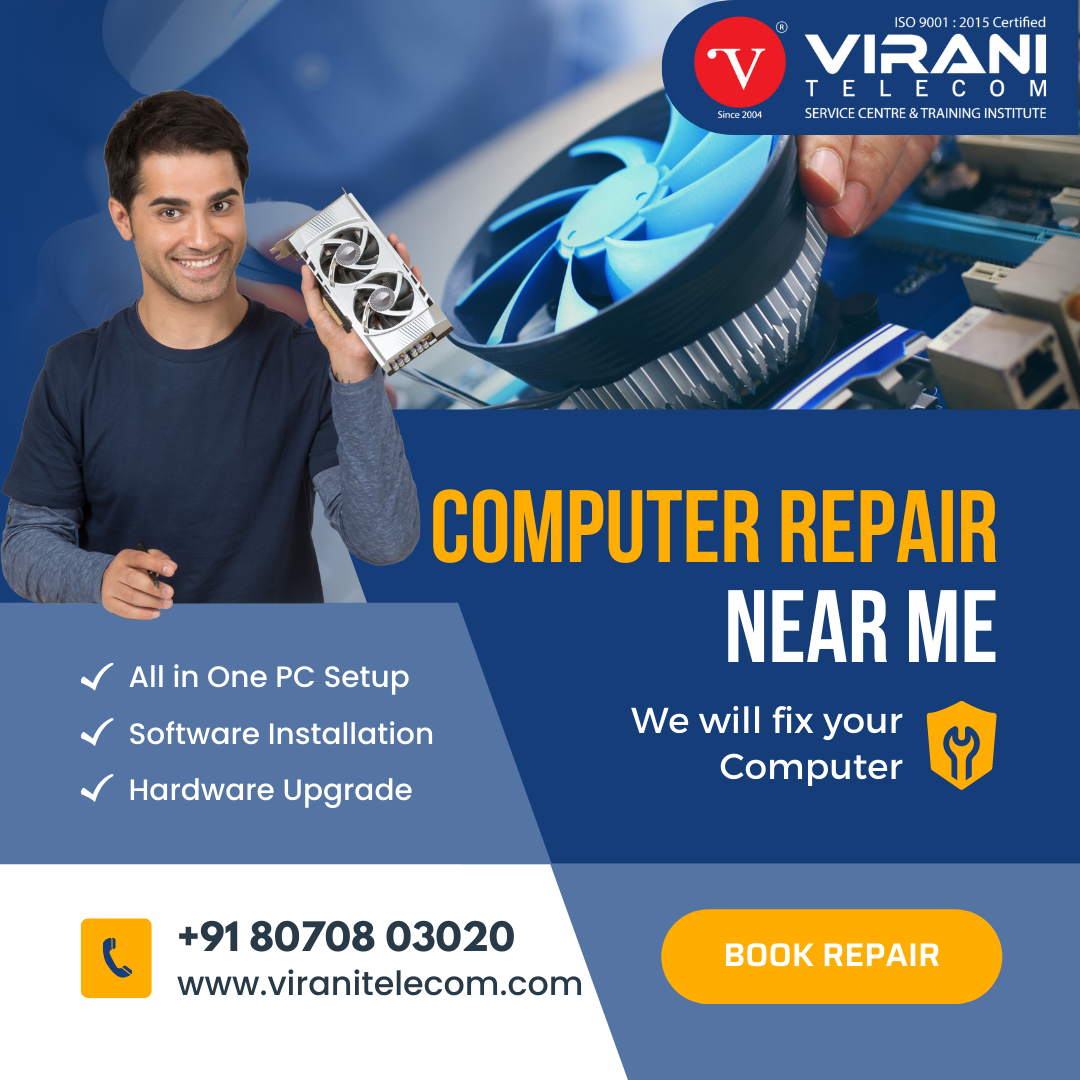 ISO 9001 : 2015 Certified
V ®
VIRANI
TELECOM
Since 2004
SERVICE CENTRE & TRAINING INSTITUTE
COMPUTER REPAIR
NEAR ME
We will fix your
Computer
All in One PC Setup
Software Installation
Hardware Upgrade
+91 80708 03020
www.viranitelecom.com
BOOK REPAIR